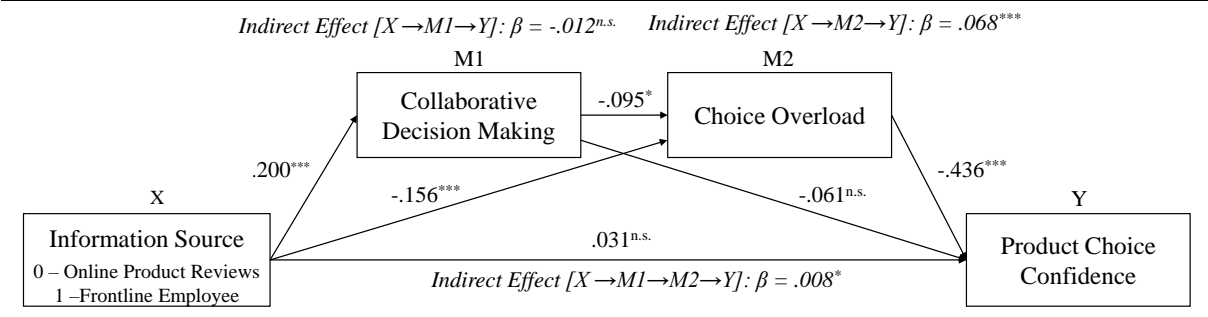 Indirect Effect [X →M1→Y]: β = -.012n.s. Indirect Effect [X →M2→Y]: β = .068***
M1 M2
Collaborative
Decision Making
-.095*
Choice Overload
.200***
-.156***
-.061n.s.
-.436***
X
Information Source
0 – Online Product Reviews
1 –Frontline Employee
.031n.s.
Y
Product Choice
Confidence
Indirect Effect [X →M1→M2→Y]: β = .008*